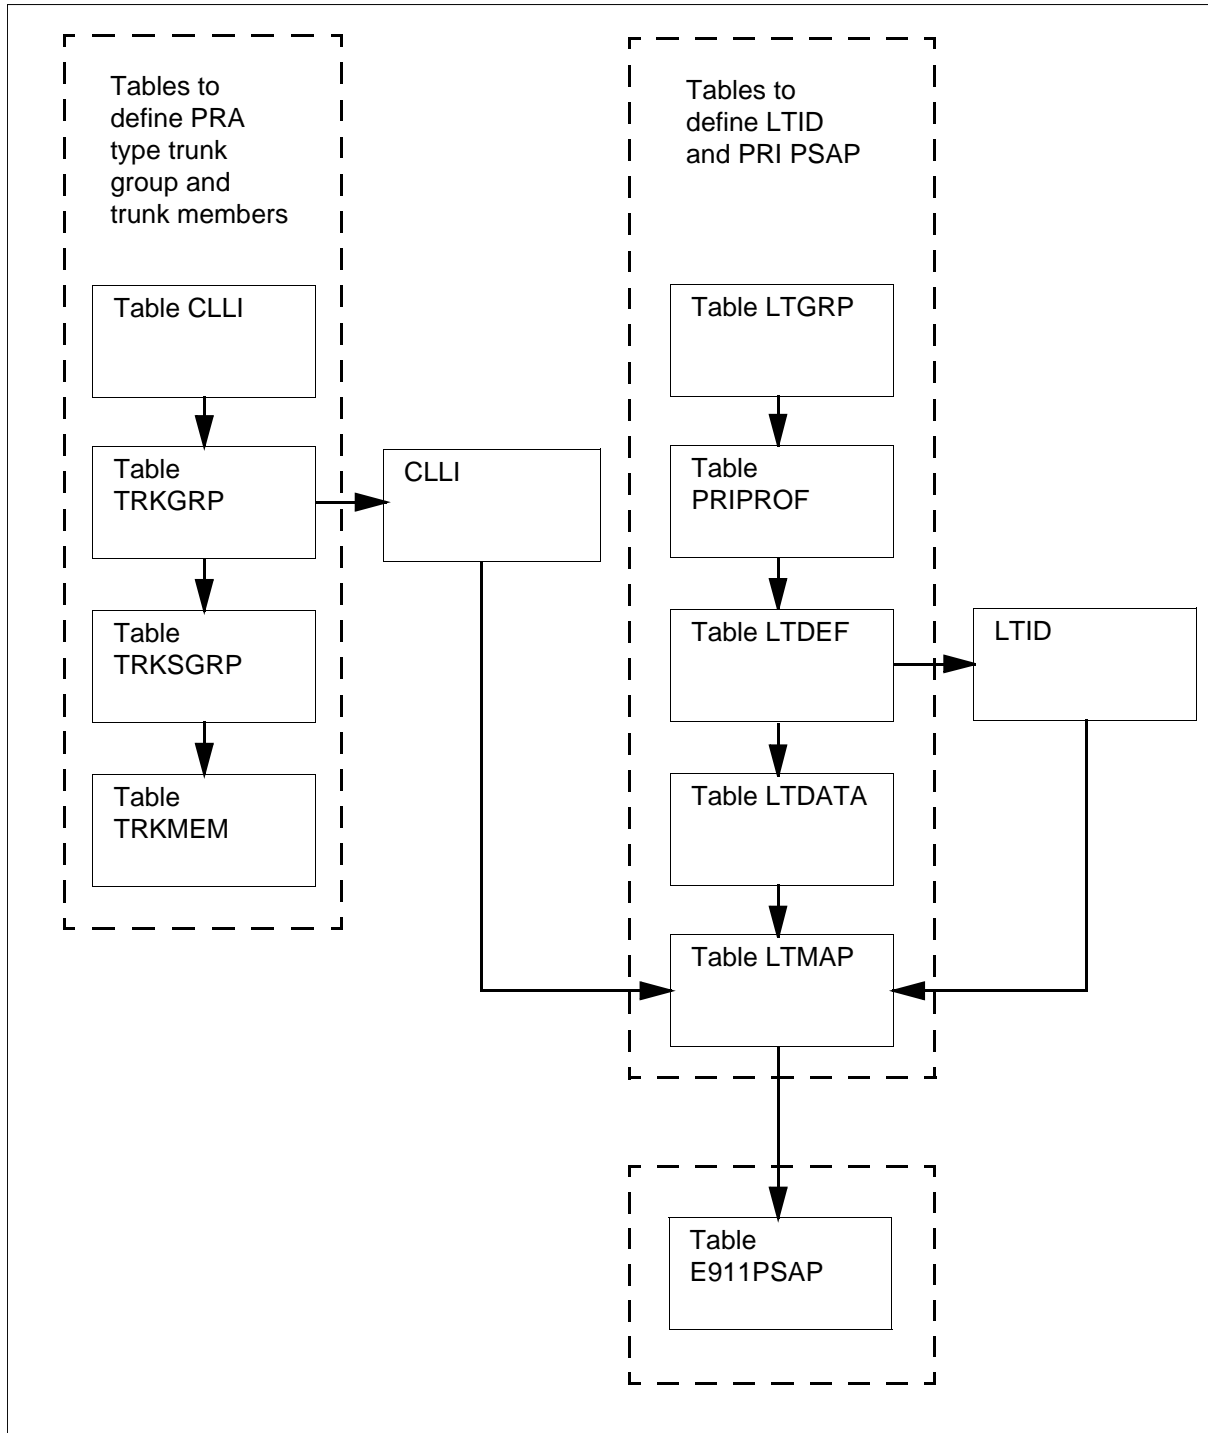 Tables to
define PRA
type trunk
group and
trunk members
Table CLLI
Table
TRKGRP
Table
TRKSGRP
Table
TRKMEM
CLLI
Tables to
define LTID
and PRI PSAP
Table LTGRP
Table
PRIPROF
Table LTDEF
Table LTDATA
Table LTMAP
LTID
Table
E911PSAP